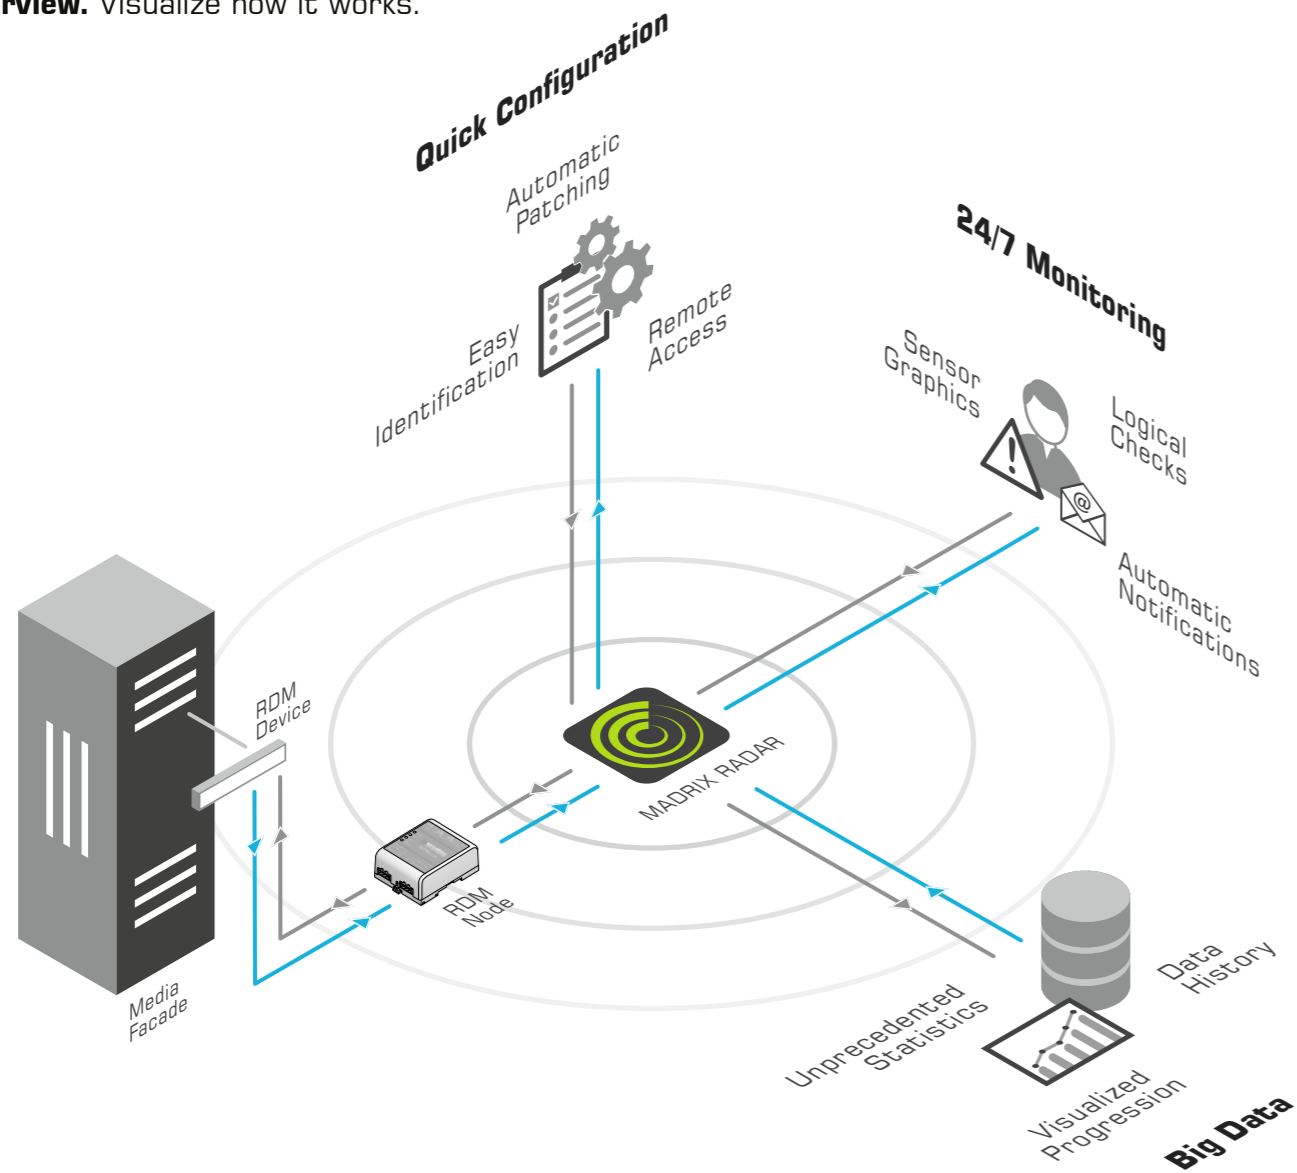 rview. Visualize how it works.
Quick Configuration
Automatic
Patching
Easy
Identification
Remote
Access
24/7 Monitoring
Sensor
Graphics
Logical
Checks
@
Automatic
Notifications
RDM
Device
MADRIX RADAR
RDM
Node
Media
Facade
Data
History
Unprecedented
Statistics
Visualized
Progression
Big Data